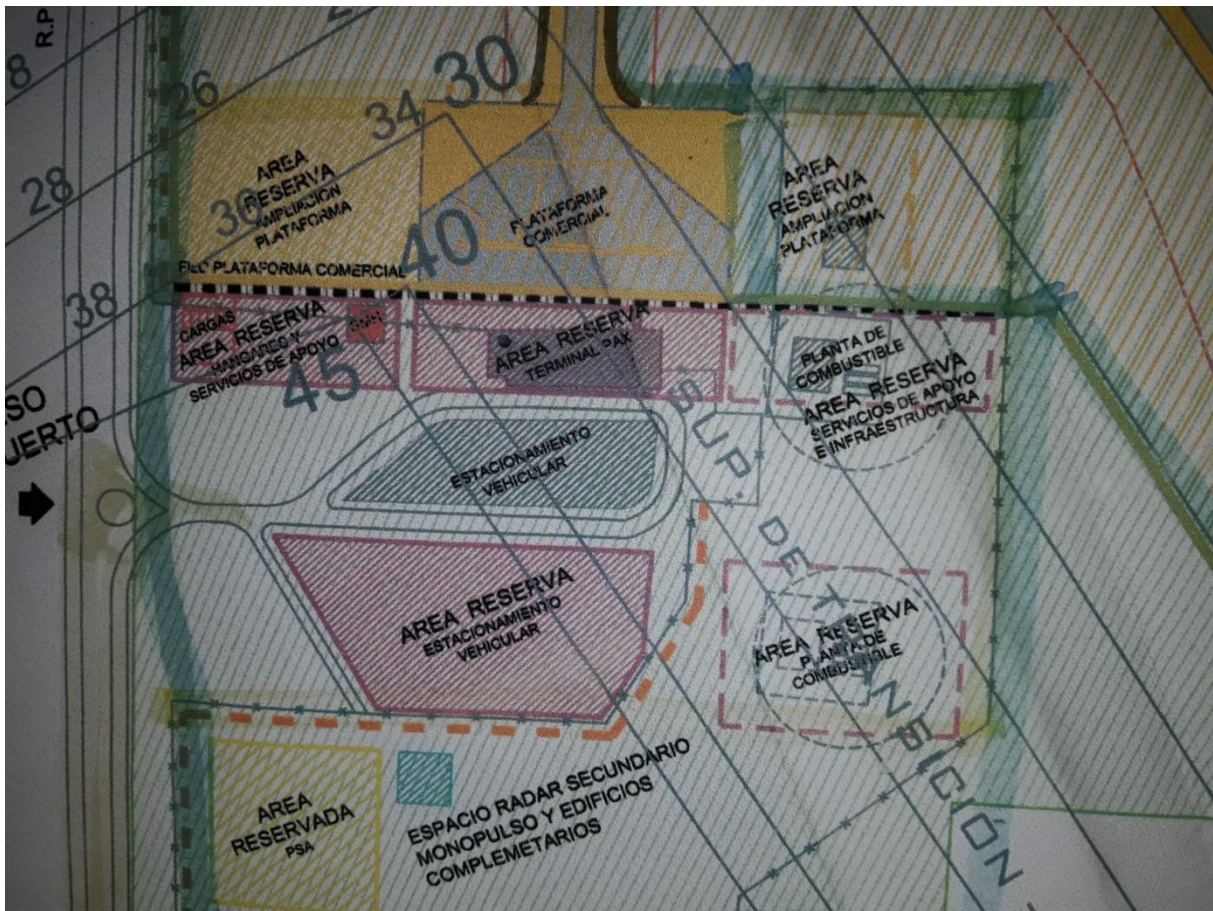 R.P
8
26
28
30
34
36
38
40
45
AREA
RESERVA
AMPLIACION
PLATAFORMA
PLATAFORMA
COMERCIAL
AREA
RESERVA
AMPLIACION
PLATAFORMA
PLATAFORMA COMERCIAL
CARGAS
AREA RESERVA
HANGARES Y
SERVICIOS DE APOYO
AREA RESERVA
TERMINAL PAX
PLANTA DE
COMBUSTIBLE
AREA RESERVA
SERVICIOS DE APOYO
E INFRAESTRUCTURA
SO
UERTO
ESTACIONAMIENTO
VEHICULAR
SUP. DE TRANSICIÓN
AREA RESERVA
ESTACIONAMIENTO
VEHICULAR
AREA RESERVA
PLANTA DE
COMBUSTIBLE
AREA
RESERVADA
PSA
ESPACIO RADAR SECUNDARIO
MONOPULSO Y EDIFICIOS
COMPLEMETARIOS